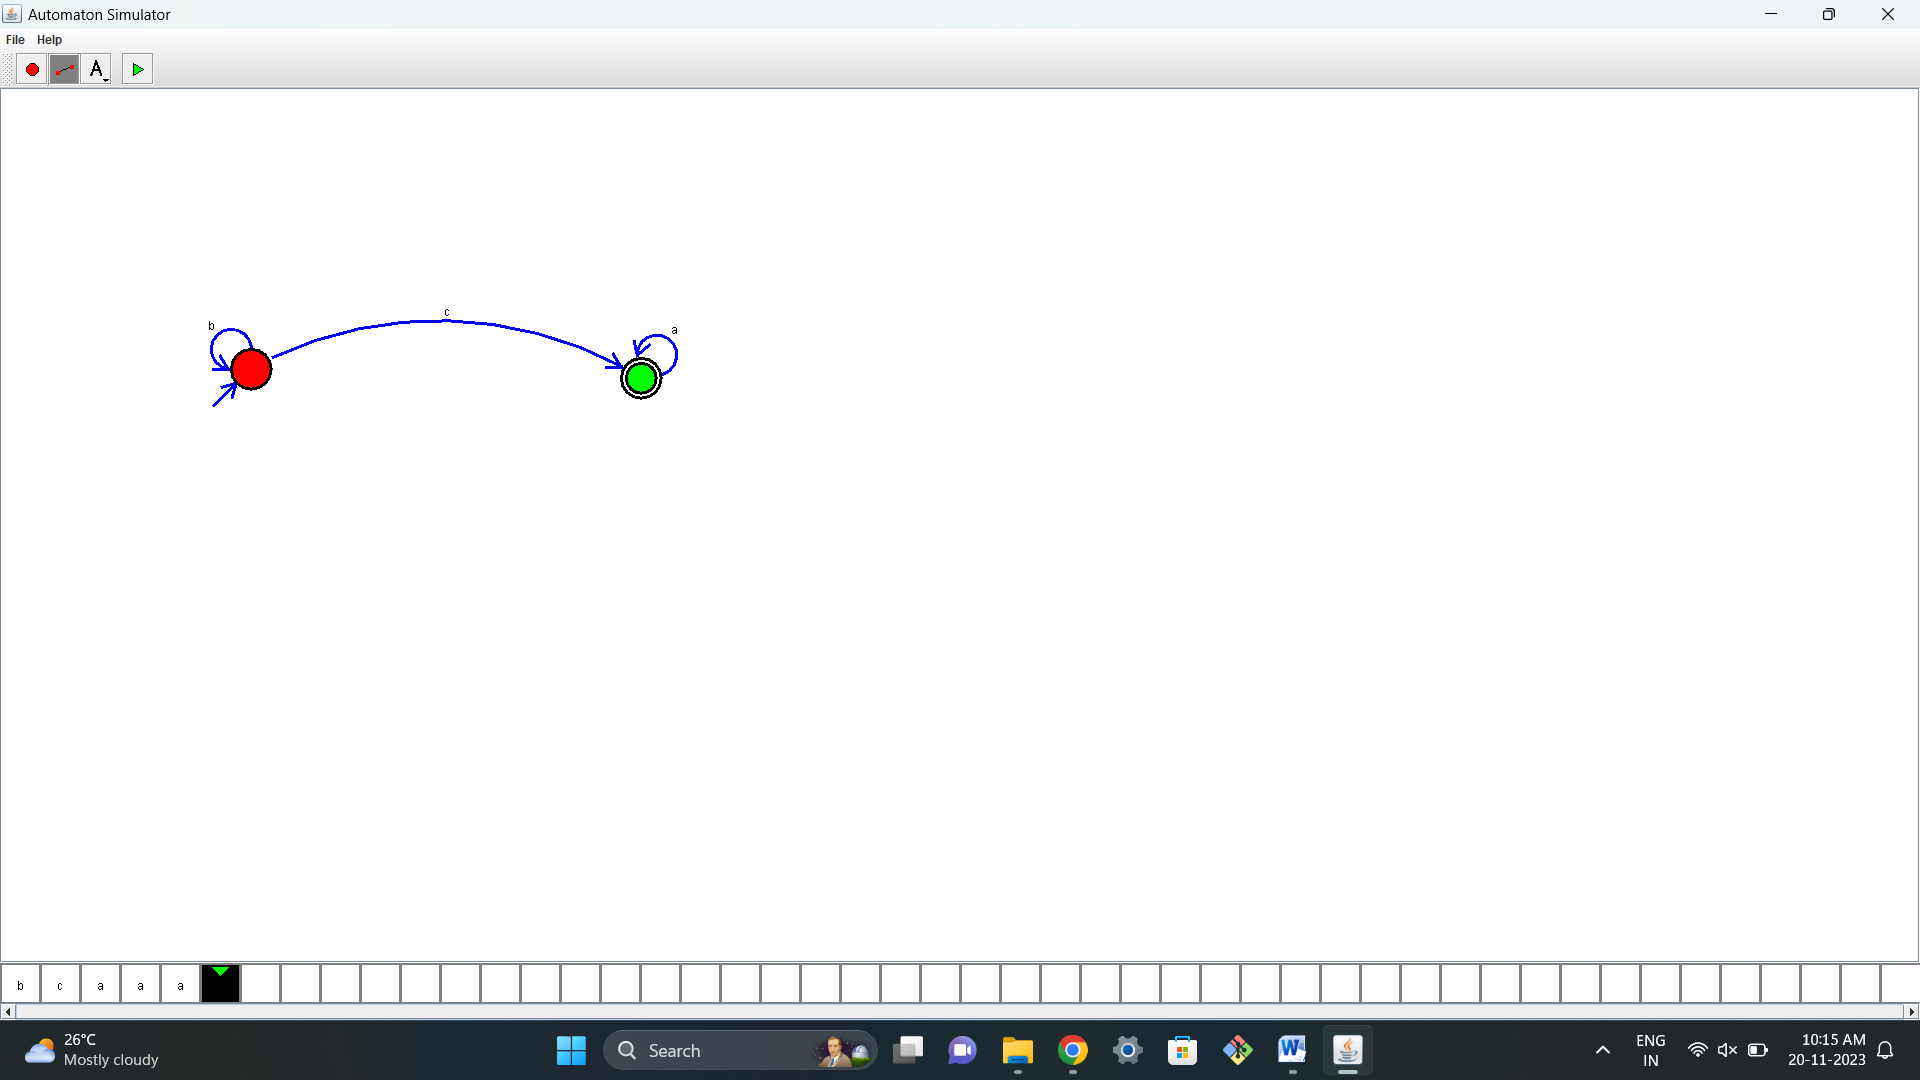 Automaton Simulator
File Help
A
c
b
a
b c a a a
26°C
Mostly cloudy
Search
ENG
IN
10:15 AM
20-11-2023